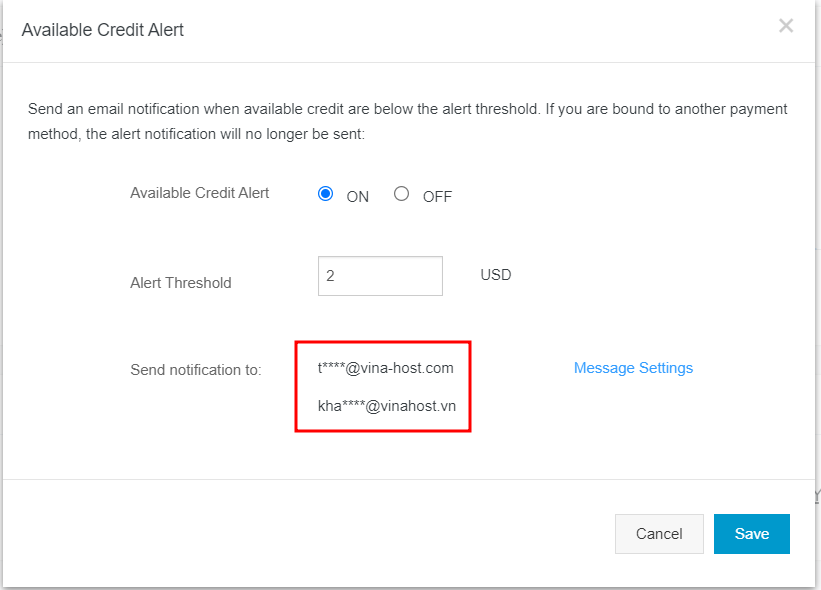 Available Credit Alert
Send an email notification when available credit are below the alert threshold. If you are bound to another payment
method, the alert notification will no longer be sent:
Available Credit Alert ON OFF
Alert Threshold 2 USD
Send notification to: t****@vina-host.com Message Settings
kha****@vinahost.vn
Cancel Save